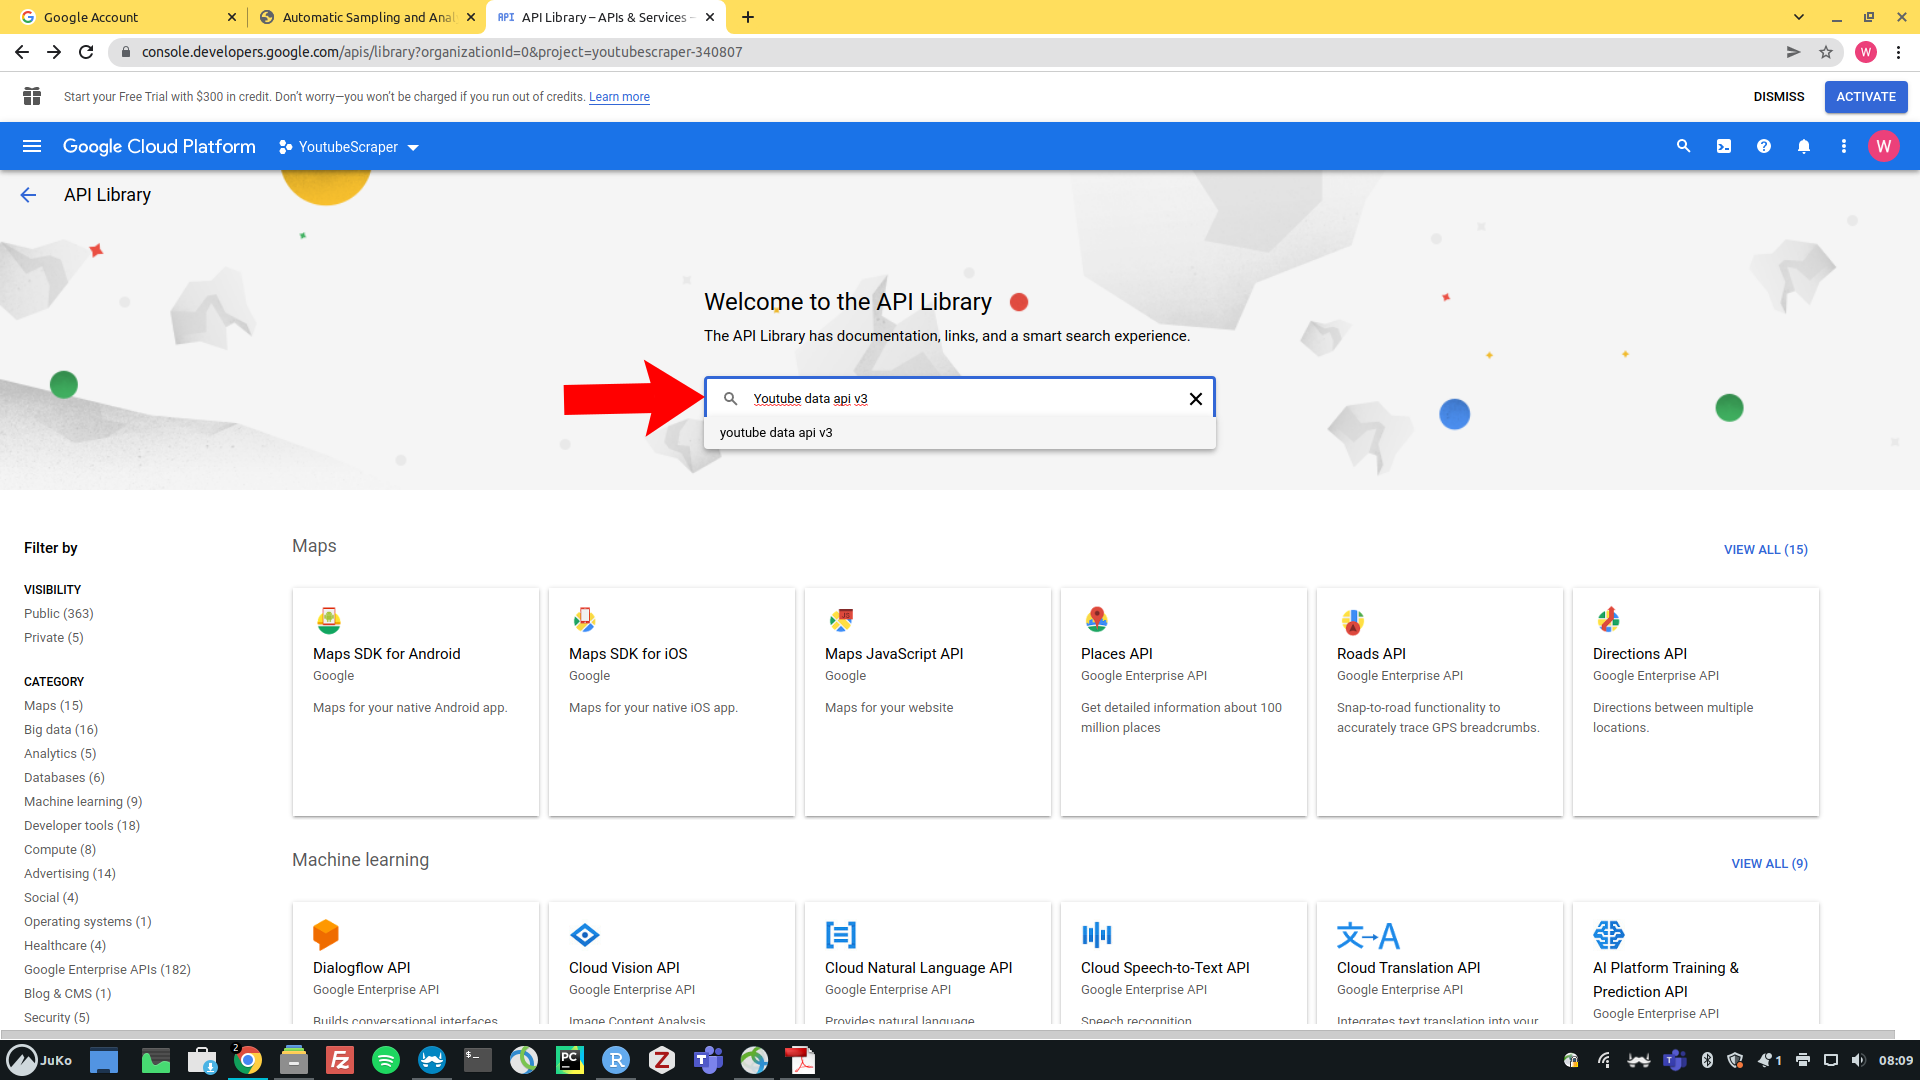 Google Account
Automatic Sampling and Anal
API API Library – APIs & Services –
console.developers.google.com/apis/library?organizationId=0&project=youtubescraper-340807
W
Start your Free Trial with $300 in credit. Don't worry—you won't be charged if you run out of credits. Learn more
DISMISS
ACTIVATE
Google Cloud Platform
YoutubeScraper
W
API Library
Welcome to the API Library
The API Library has documentation, links, and a smart search experience.
Youtube data api v3
youtube data api v3
Filter by
VISIBILITY
Public (363)
Private (5)
CATEGORY
Maps (15)
Big data (16)
Analytics (5)
Databases (6)
Machine learning (9)
Developer tools (18)
Compute (8)
Advertising (14)
Social (4)
Operating systems (1)
Healthcare (4)
Google Enterprise APIs (182)
Blog & CMS (1)
Security (5)
Maps
VIEW ALL (15)
Maps SDK for Android
Google
Maps for your native Android app.
Maps SDK for iOS
Google
Maps for your native iOS app.
Maps JavaScript API
Google
Maps for your website
Places API
Google Enterprise API
Get detailed information about 100
million places
Roads API
Google Enterprise API
Snap-to-road functionality to
accurately trace GPS breadcrumbs.
Directions API
Google Enterprise API
Directions between multiple
locations.
Machine learning
VIEW ALL (9)
Dialogflow API
Google Enterprise API
Builds conversational interfaces
Cloud Vision API
Google Enterprise API
Image Content Analysis
Cloud Natural Language API
Google Enterprise API
Provides natural language
Cloud Speech-to-Text API
Google Enterprise API
Speech recognition
文→A
Cloud Translation API
Google Enterprise API
Integrates text translation into your
AI Platform Training &
Prediction API
Google Enterprise API
JuKo
2
FZ
PC
R
Z
T
1
08:09